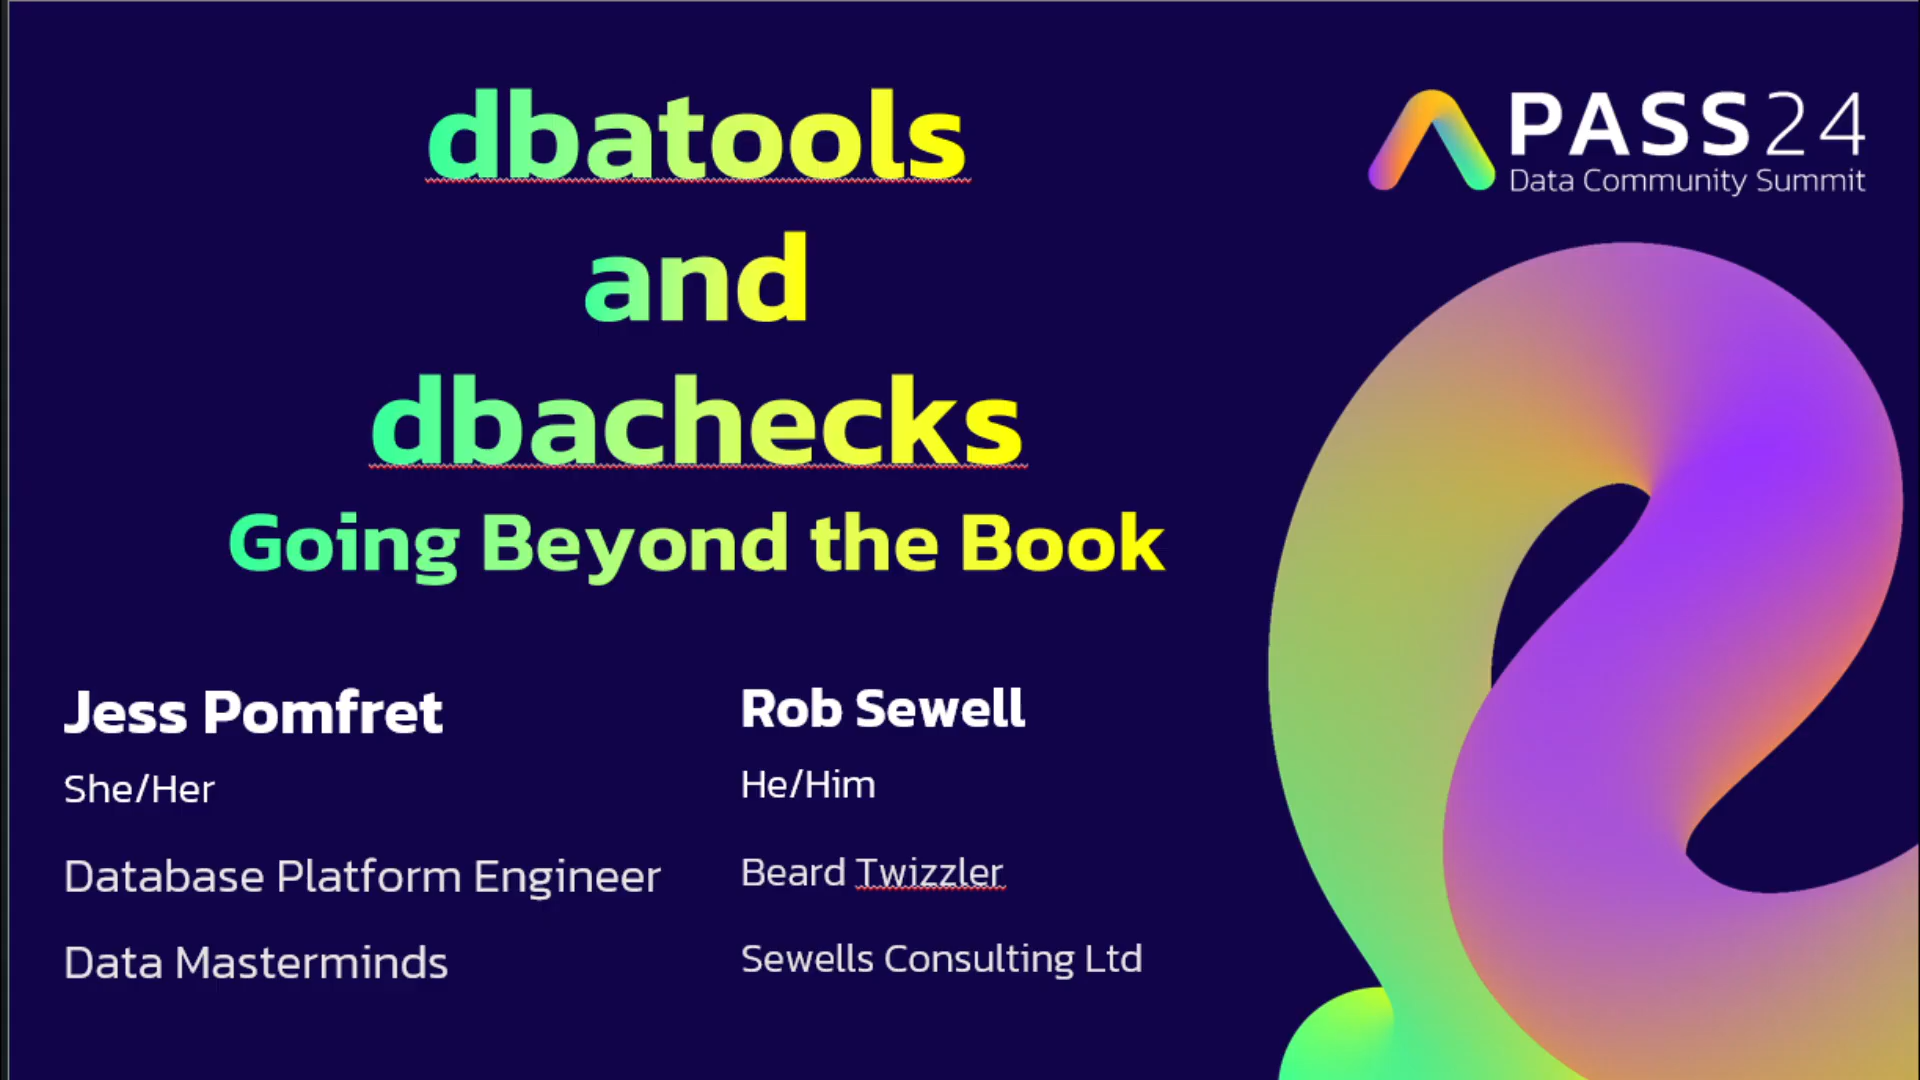 dbatools
and
dbachecks
Going Beyond the Book
PASS24
Data Community Summit
Jess Pomfret
She/Her
Database Platform Engineer
Data Masterminds
Rob Sewell
He/Him
Beard Twizzler
Sewells Consulting Ltd